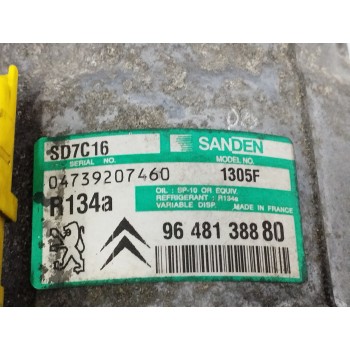 SD7C16 SANDEN
SERIAL NO. MODEL NO.
04739207460 1305F
R134a
OIL : SP-10 OR EQUIV.
REFRIGERANT : R134a
VARIABLE DISP. MADE IN FRANCE
96 481 388 80